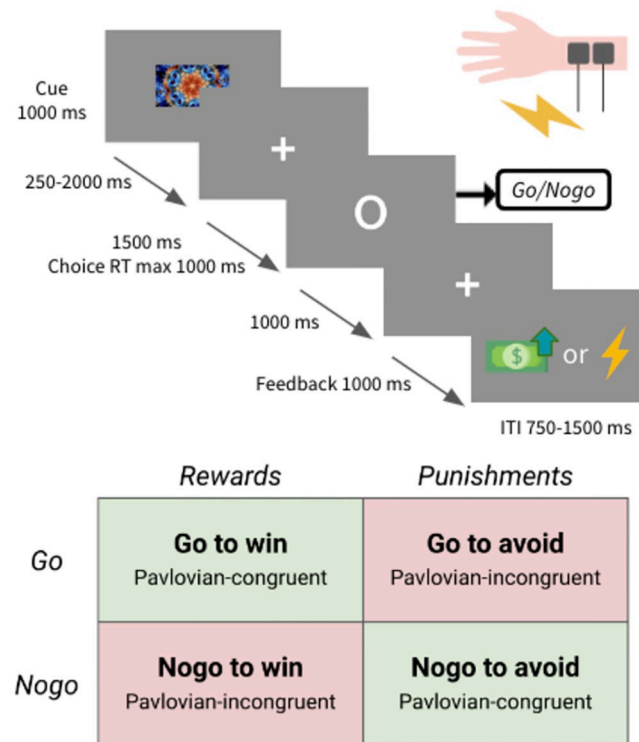 Cue
1000 ms
+
250-2000 ms
O
Go/Nogo
1500 ms
Choice RT max 1000 ms
+
1000 ms
$
or
Feedback 1000 ms
ITI 750-1500 ms
Rewards
Punishments
Go
Go to win
Pavlovian-congruent
Go to avoid
Pavlovian-incongruent
Nogo
Nogo to win
Pavlovian-incongruent
Nogo to avoid
Pavlovian-congruent